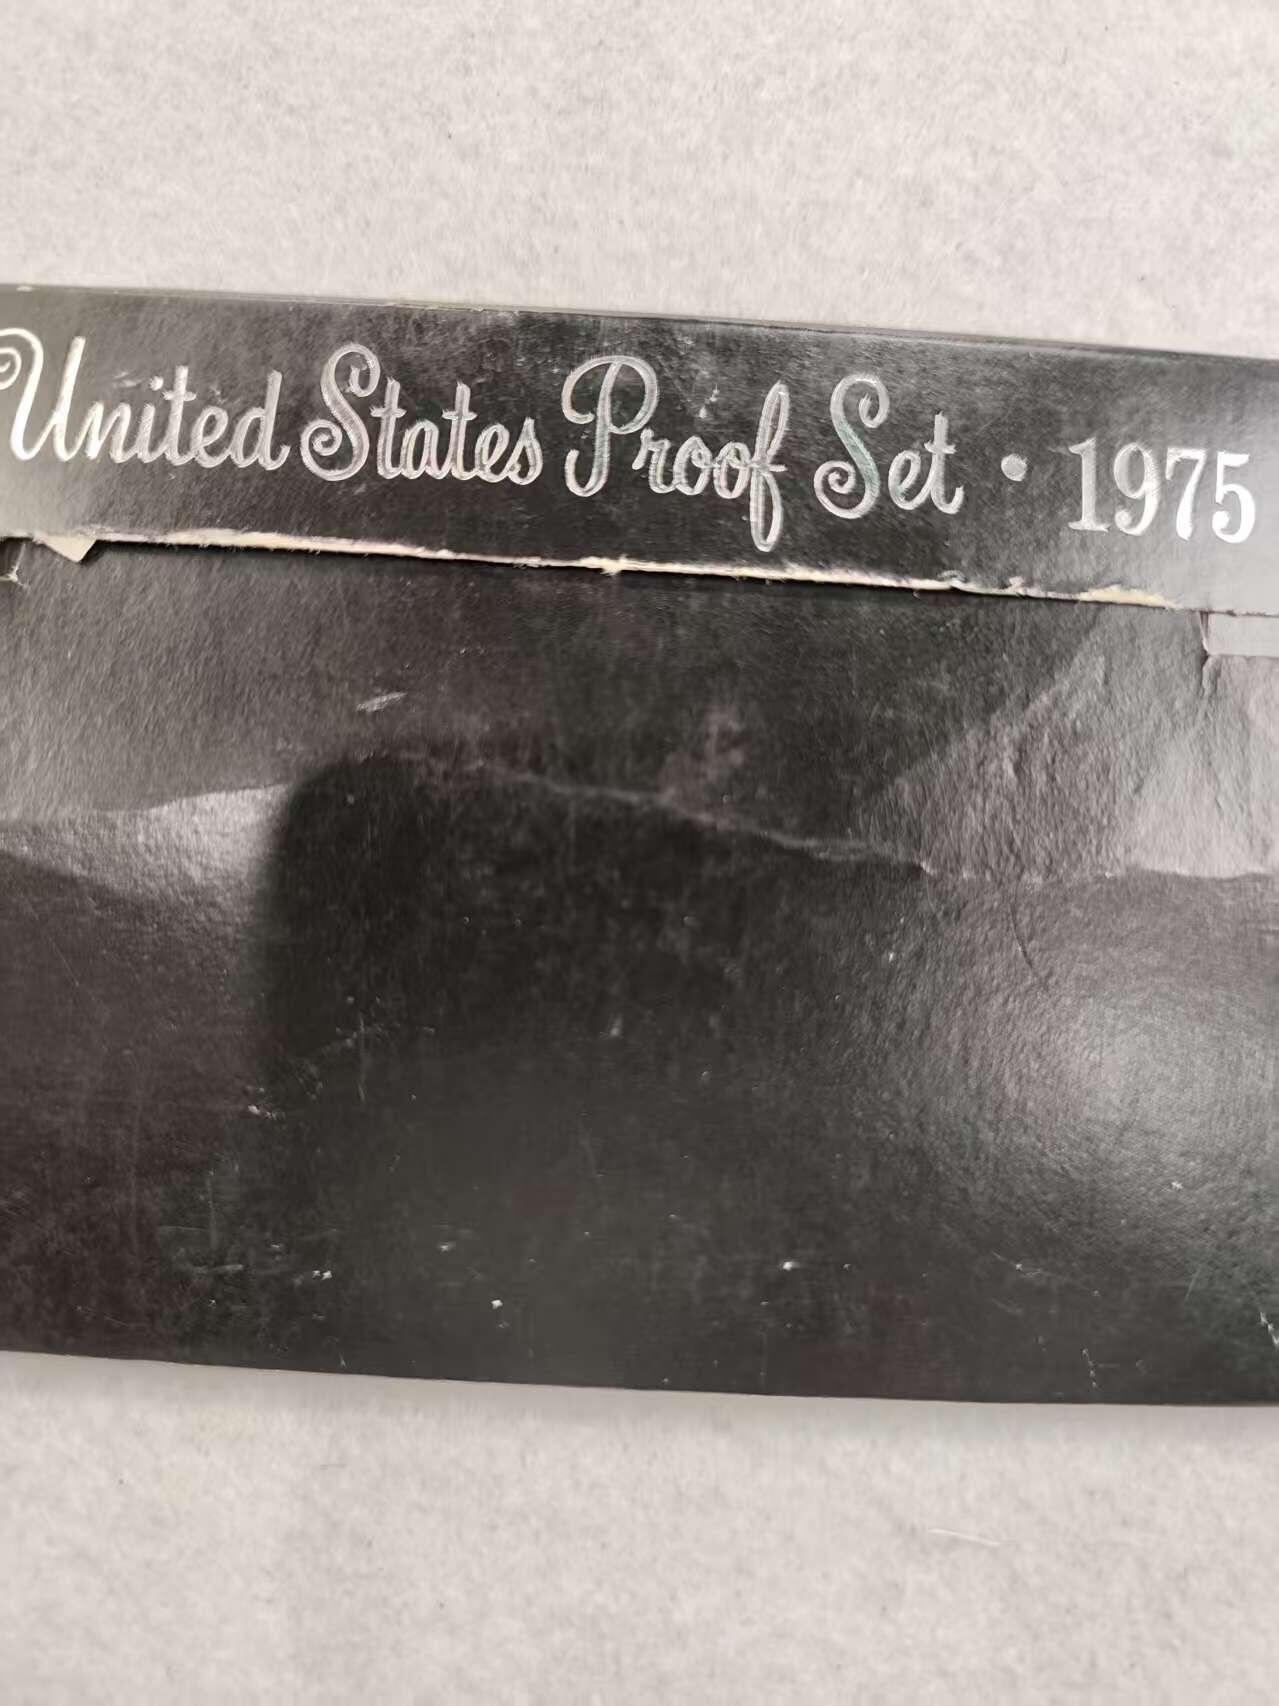 United States Proof Set • 1975